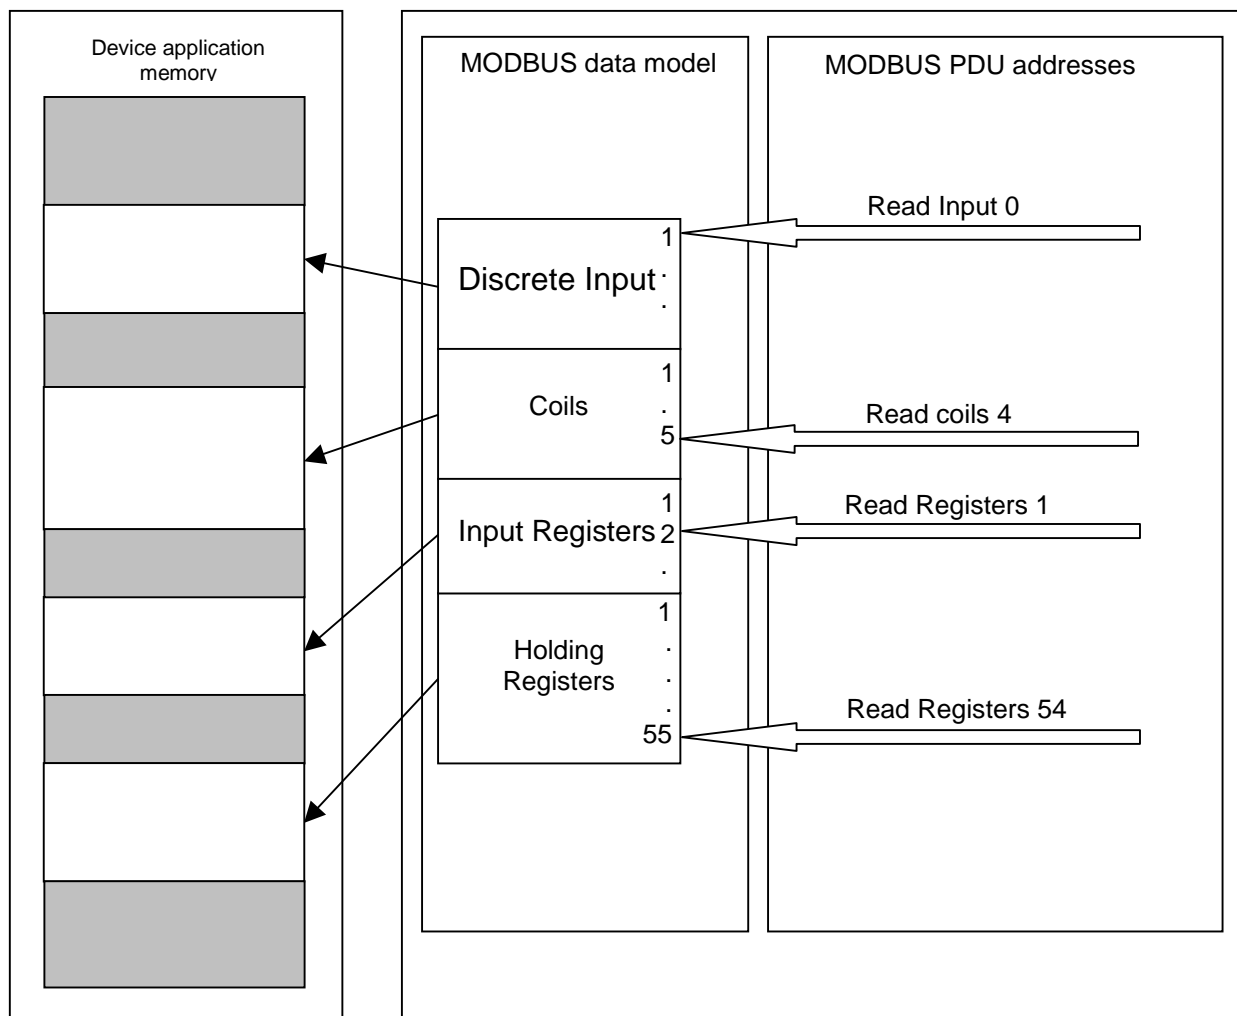 Device application
memory
MODBUS data model
MODBUS PDU addresses
Read Input 0
1
Discrete Input
.
.
1
Coils
.
5
Read coils 4
1
Input Registers 2
.
Read Registers 1
1
Holding
Registers
.
.
.
55
Read Registers 54